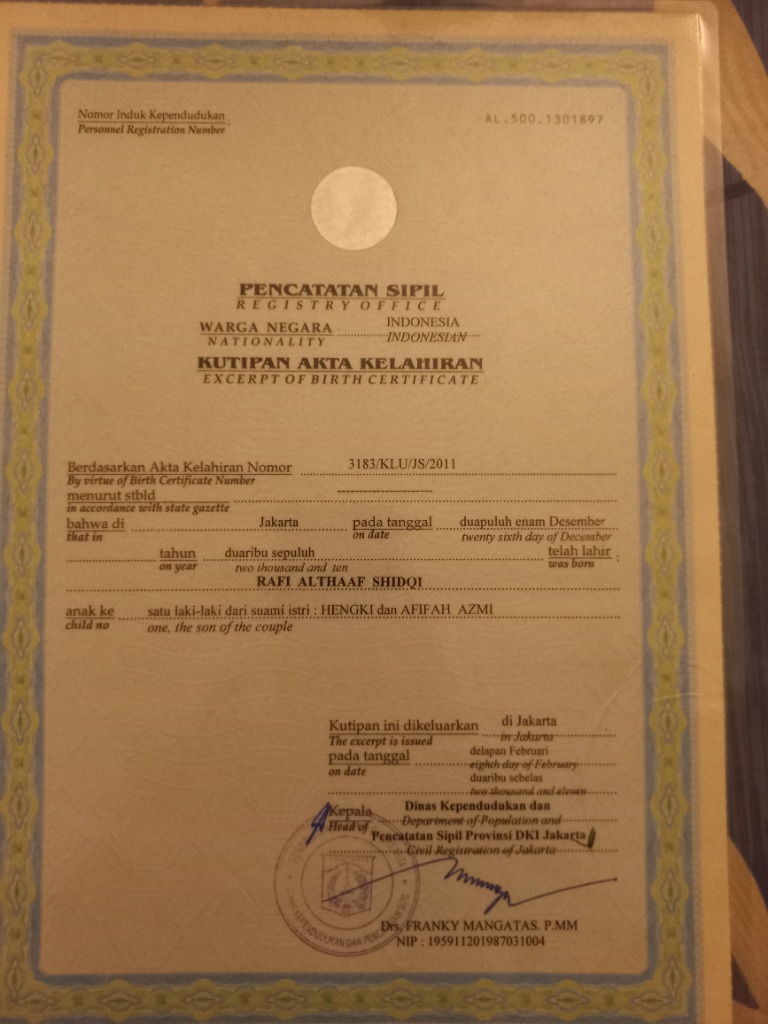 Nomor Induk Kependudukan :
Personnel Registration Number
AL.500.1301897
PENCATATAN SIPIL
REGISTRY OFFICE
WARGA NEGARA INDONESIA
NATIONALITY INDONESIAN
KUTIPAN AKTA KELAHIRAN
EXCERPT OF BIRTH CERTIFICATE
Berdasarkan Akta Kelahiran Nomor 3183/KLU/JS/2011
By virtue of Birth Certificate Number
menurut stbld ----------------------
in accordance with state gazette
bahwa di Jakarta pada tanggal duapuluh enam Desember
that in on date twenty sixth day of December
tahun duaribu sepuluh telah lahir :
on year two thousand and ten was born
RAFI ALTHAAF SHIDQI
anak ke satu laki-laki dari suami istri : HENGKI dan AFIFAH AZMI
child no one, the son of the couple
Kutipan ini dikeluarkan di Jakarta
The excerpt is issued in Jakarta
pada tanggal delapan Februari
on date eighth day of February
duaribu sebelas
two thousand and eleven
Kepala Dinas Kependudukan dan
Head of Department of Population and
Pencatatan Sipil Provinsi DKI Jakarta
Civil Registration of Jakarta
Drs. FRANKY MANGATAS. P.MM
NIP : 195911201987031004